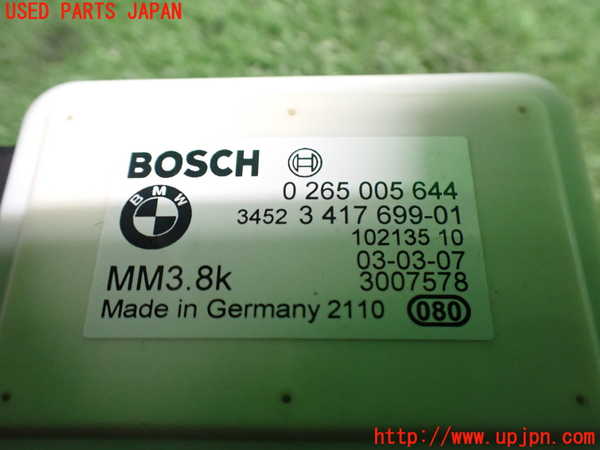 USED PARTS JAPAN
BOSCH
BMW
0 265 005 644
3452 3 417 699-01
102135 10
03-03-07
MM3.8k 3007578
Made in Germany 2110 080
http://www.upjpn.com/